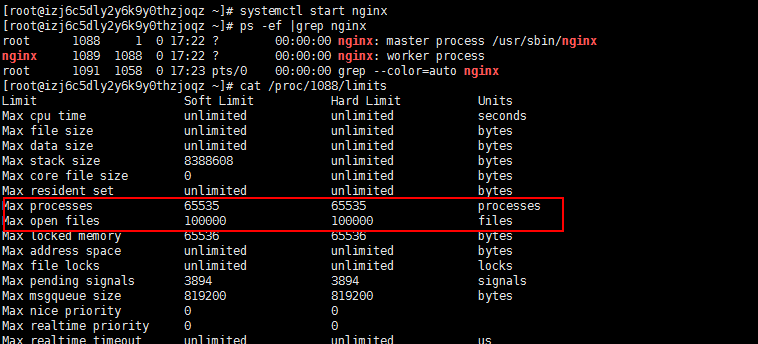 [root@izj6c5dly2y6k9y0thzjoqz ~]# systemctl start nginx
[root@izj6c5dly2y6k9y0thzjoqz ~]# ps -ef |grep nginx
root 1088 1 0 17:22 ? 00:00:00 nginx: master process /usr/sbin/nginx
nginx 1089 1088 0 17:22 ? 00:00:00 nginx: worker process
root 1091 1058 0 17:23 pts/0 00:00:00 grep --color=auto nginx
[root@izj6c5dly2y6k9y0thzjoqz ~]# cat /proc/1088/limits
Limit Soft Limit Hard Limit Units
Max cpu time unlimited unlimited seconds
Max file size unlimited unlimited bytes
Max data size unlimited unlimited bytes
Max stack size 8388608 unlimited bytes
Max core file size 0 unlimited bytes
Max resident set unlimited unlimited bytes
Max processes 65535 65535 processes
Max open files 100000 100000 files
Max locked memory 65536 65536 bytes
Max address space unlimited unlimited bytes
Max file locks unlimited unlimited locks
Max pending signals 3894 3894 signals
Max msgqueue size 819200 819200 bytes
Max nice priority 0 0
Max realtime priority 0 0
Max realtime timeout unlimited unlimited us